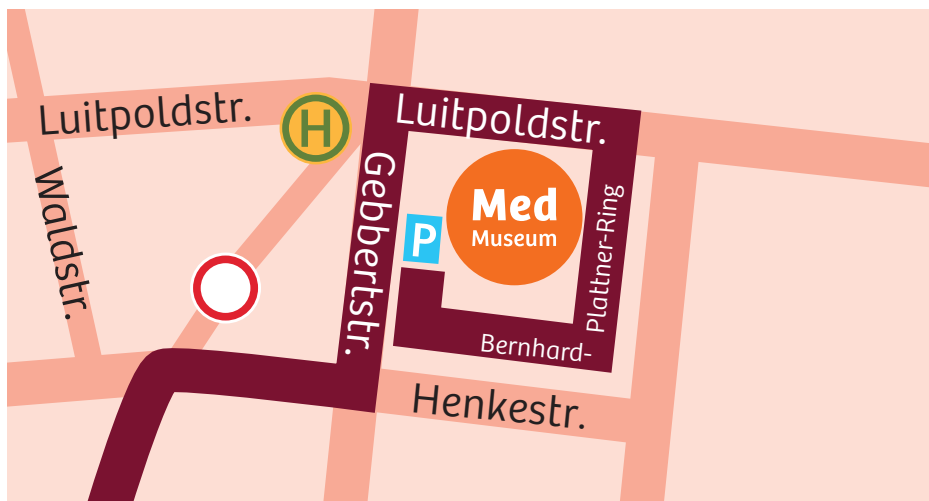 Luitpoldstr.
H
Luitpoldstr.
Waldstr.
Gebbertstr.
P
Med
Museum
Plattner-Ring
Bernhard-
Henkestr.